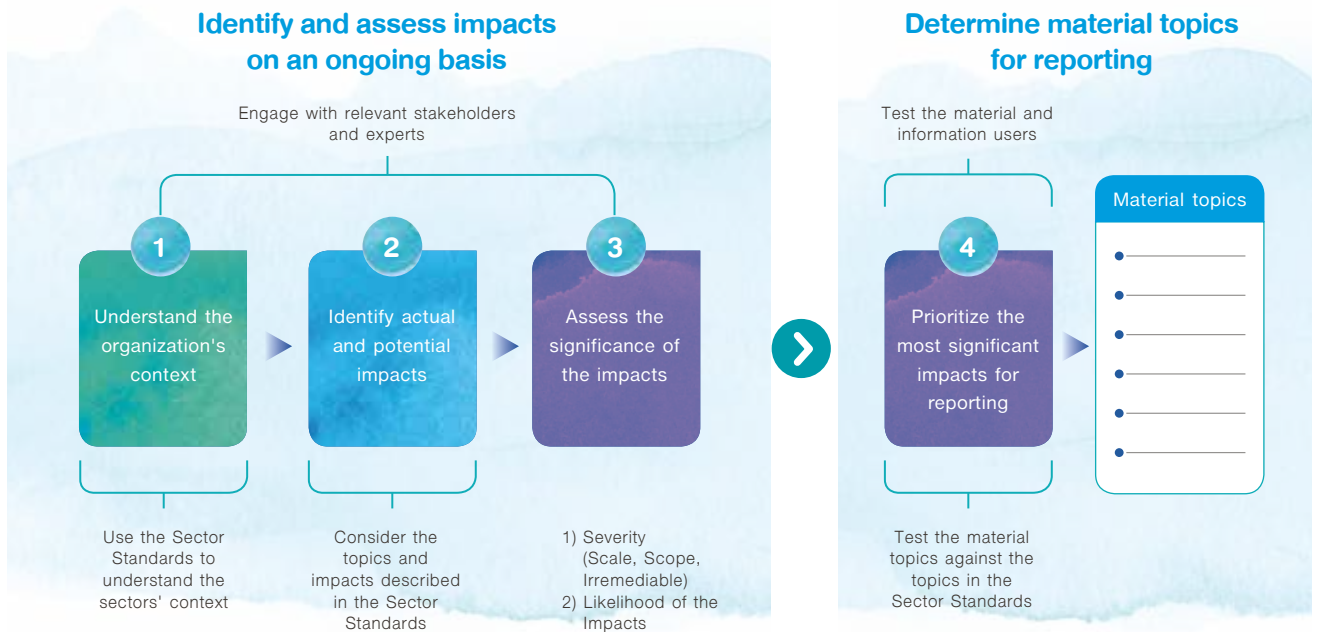 Identify and assess impacts
on an ongoing basis
Engage with relevant stakeholders
and experts
1
Understand the
organization's
context
Use the Sector
Standards to
understand the
sectors' context
2
Identify actual
and potential
impacts
Consider the
topics and
impacts described
in the Sector
Standards
3
Assess the
significance of
the impacts
1) Severity
(Scale, Scope,
Irremediable)
2) Likelihood of the
Impacts
Determine material topics
for reporting
Test the material and
information users
4
Prioritize the
most significant
impacts for
reporting
Test the material
topics against the
topics in the
Sector Standards
Material topics